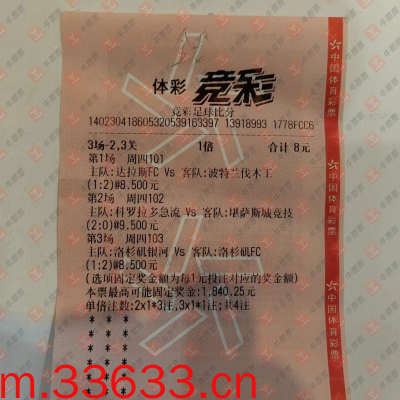 体彩 竞彩
竞彩足球比分
140230418605320539163397 13918993 1778FCC6
3场-2,3关 1倍 合计 8元
第1场 周四101
主队:达拉斯FC Vs 客队:波特兰伐木工
(1:2)@8.500元
第2场 周四102
主队:科罗拉多急流 Vs 客队:堪萨斯城竞技
(2:0)@9.500元
第3场 周四103
主队:洛杉矶银河 Vs 客队:洛杉矶FC
(1:2)@8.500元
(选项固定奖金额为每1元投注对应的奖金额)
本票最高可能固定奖金:1,840.25元
单倍注数:2x1*3注,3x1*1注;共4注
* * *
* * *
* * *
* * *
* * *
中国体育彩票
中国体育彩票
中国体育彩票
m.33633.cn